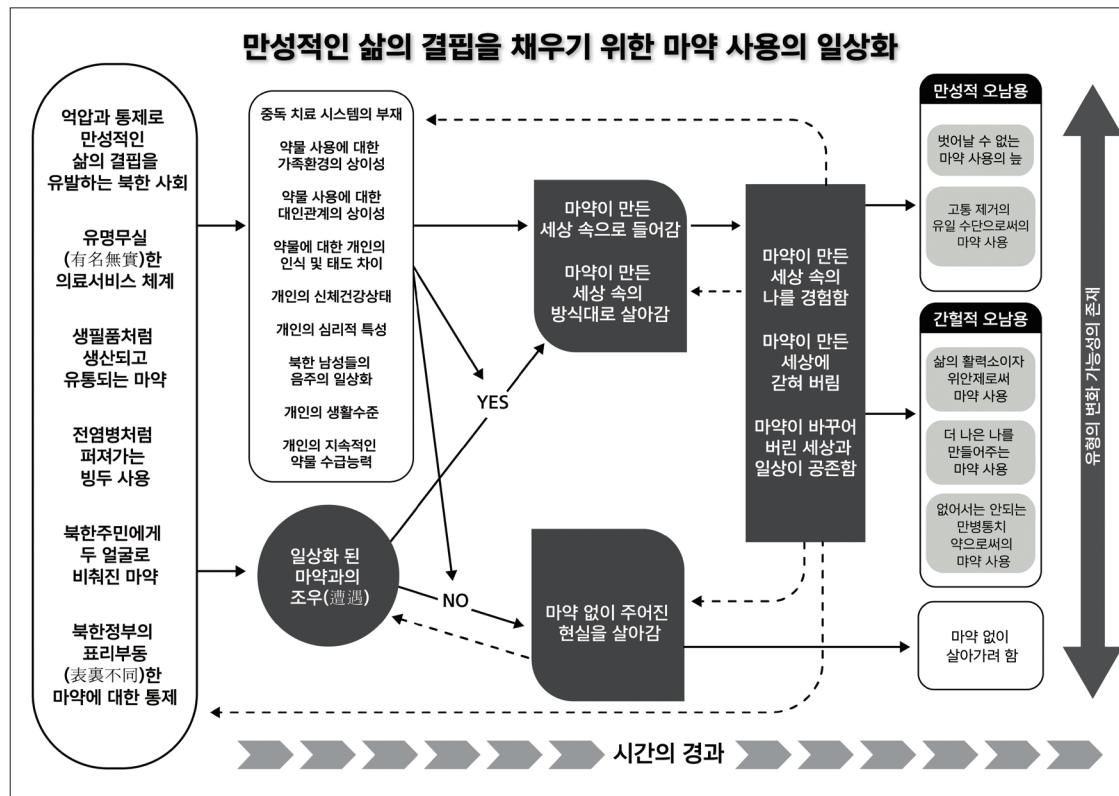 만성적인 삶의 결핍을 채우기 위한 마약 사용의 일상화
억압과 통제로
만성적인
삶의 결핍을
유발하는 북한 사회
유명무실
(有名無實)한
의료서비스 체계
생필품처럼
생산되고
유통되는 마약
전염병처럼
퍼져가는
빙두 사용
북한주민에게
두 얼굴로
비춰진 마약
북한정부의
표리부동
(表裏不同)한
마약에 대한 통제
중독 치료 시스템의 부재
약물 사용에 대한
가족환경의 상이성
약물 사용에 대한
대인관계의 상이성
약물에 대한 개인의
인식 및 태도 차이
개인의 신체건강상태
개인의 심리적 특성
북한 남성들의
음주의 일상화
개인의 생활수준
개인의 지속적인
약물 수급능력
일상화 된
마약과의
조우(遭遇)
YES
NO
마약이 만든
세상 속으로 들어감
마약이 만든
세상 속의
방식대로 살아감
마약 없이 주어진
현실을 살아감
마약이 만든
세상 속의
나를 경험함
마약이 만든
세상에
갇혀 버림
마약이 바꾸어
버린 세상과
일상이 공존함
만성적 오남용
벗어날 수 없는
마약 사용의 늪
고통 제거의
유일 수단으로써의
마약 사용
간헐적 오남용
삶의 활력소이자
위안제로써
마약 사용
더 나은 나를
만들어주는
마약 사용
없어서는 안되는
만병통치
약으로써의
마약 사용
마약 없이
살아가려 함
유형의 변화 가능성의 존재
시간의 경과